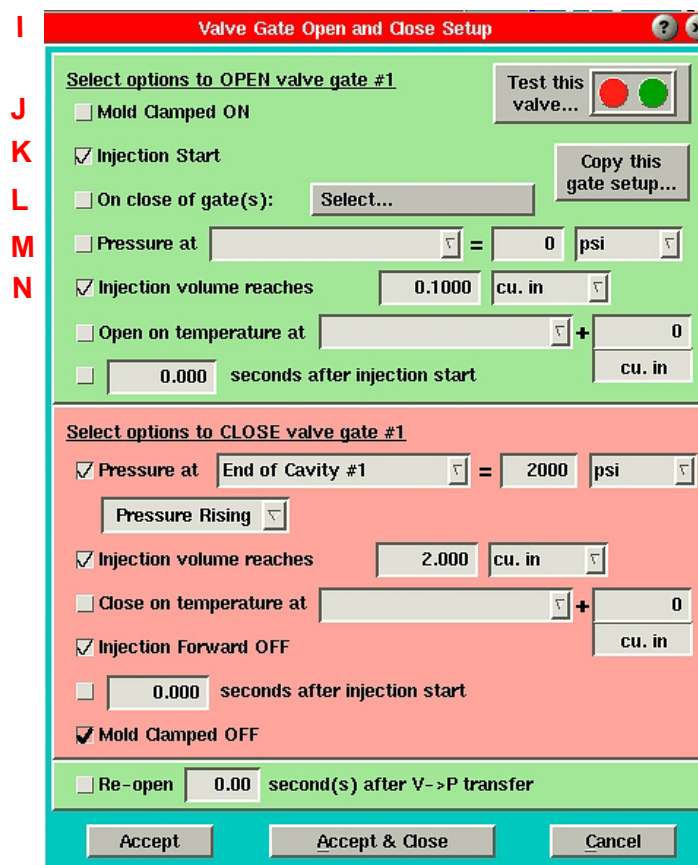 I
Valve Gate Open and Close Setup ?
Select options to OPEN valve gate #1
Test this
valve...
J
Mold Clamped ON
K
Injection Start
Copy this
gate setup...
L
On close of gate(s): Select...
M
Pressure at = 0 psi
N
Injection volume reaches 0.1000 cu. in
Open on temperature at + 0
cu. in
0.000 seconds after injection start
Select options to CLOSE valve gate #1
Pressure at End of Cavity #1 = 2000 psi
Pressure Rising
Injection volume reaches 2.000 cu. in
Close on temperature at + 0
cu. in
Injection Forward OFF
0.000 seconds after injection start
Mold Clamped OFF
Re-open 0.00 second(s) after V->P transfer
Accept Accept & Close Cancel